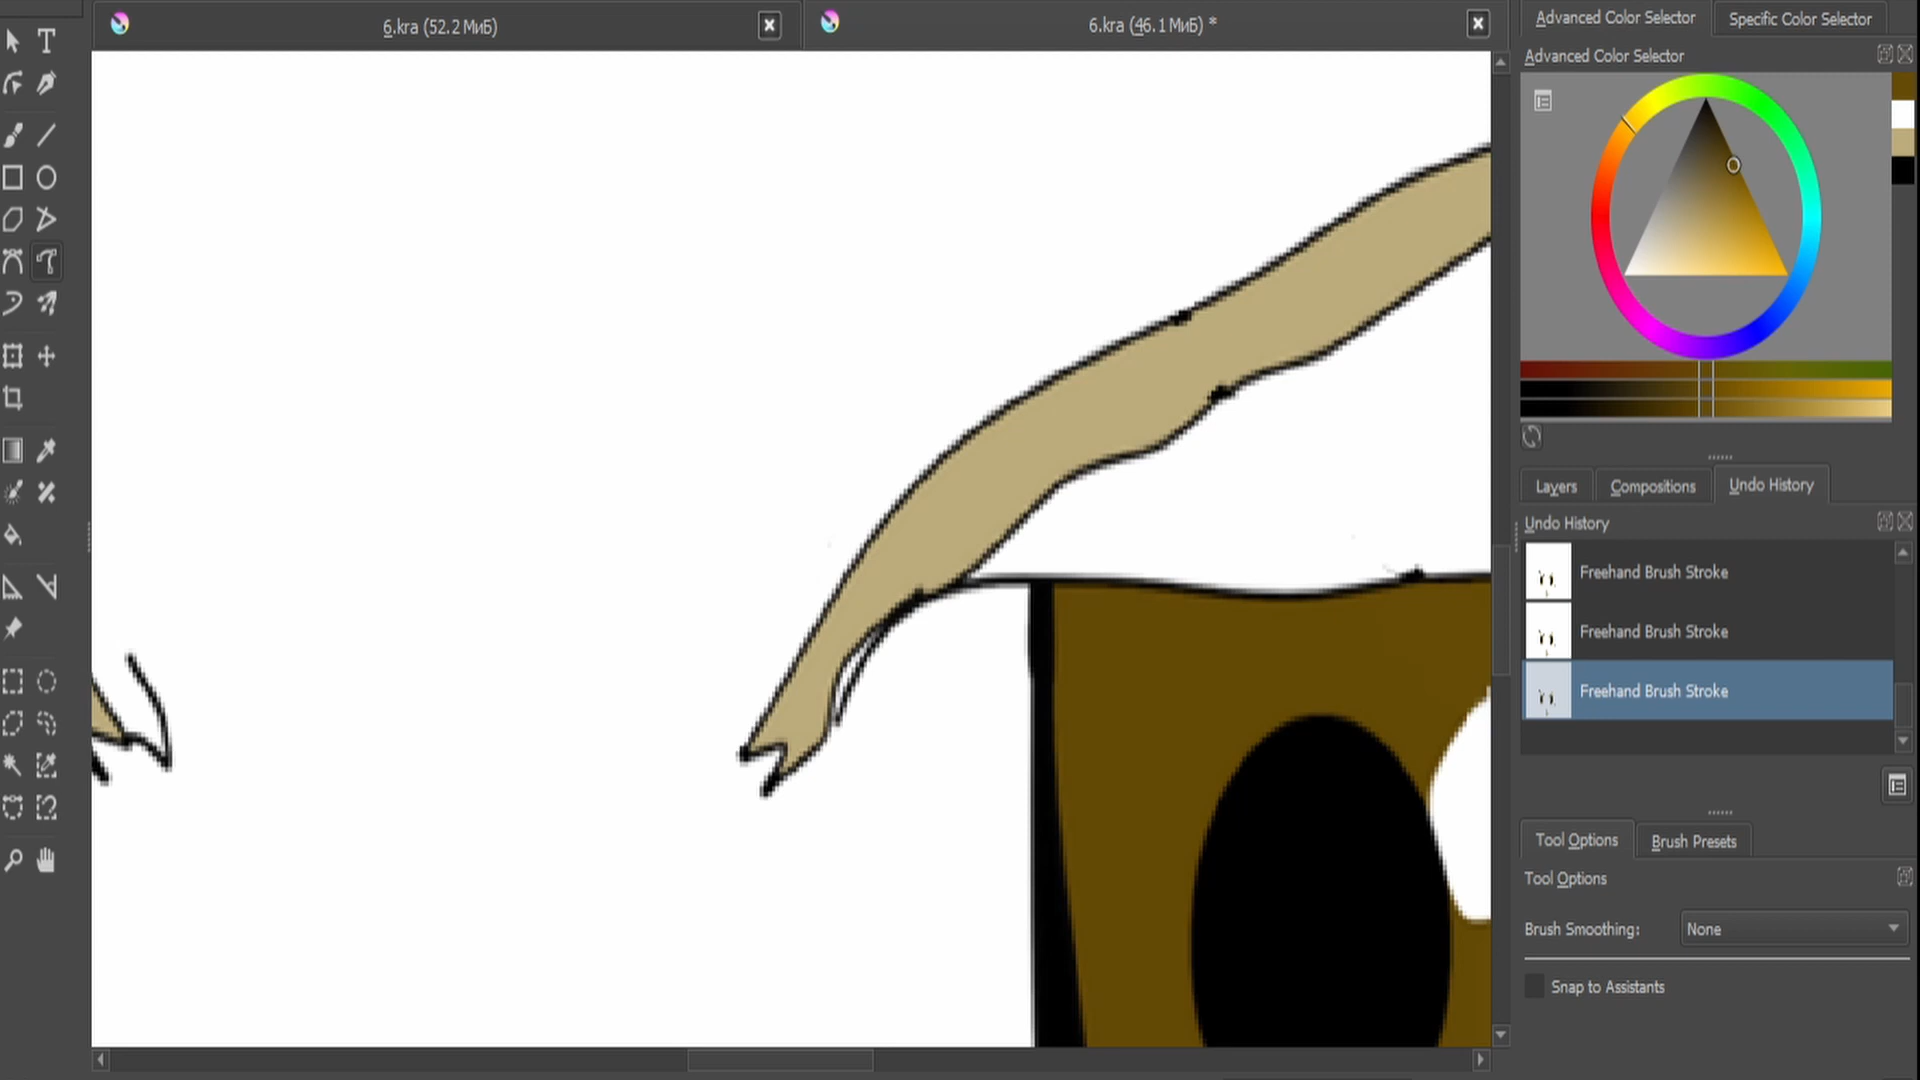 6.kra (52.2 МиБ)
6.kra (46.1 МиБ) *
Advanced Color Selector
Specific Color Selector
Advanced Color Selector
Layers
Compositions
Undo History
Undo History
Freehand Brush Stroke
Freehand Brush Stroke
Freehand Brush Stroke
Tool Options
Brush Presets
Tool Options
Brush Smoothing:
None
Snap to Assistants